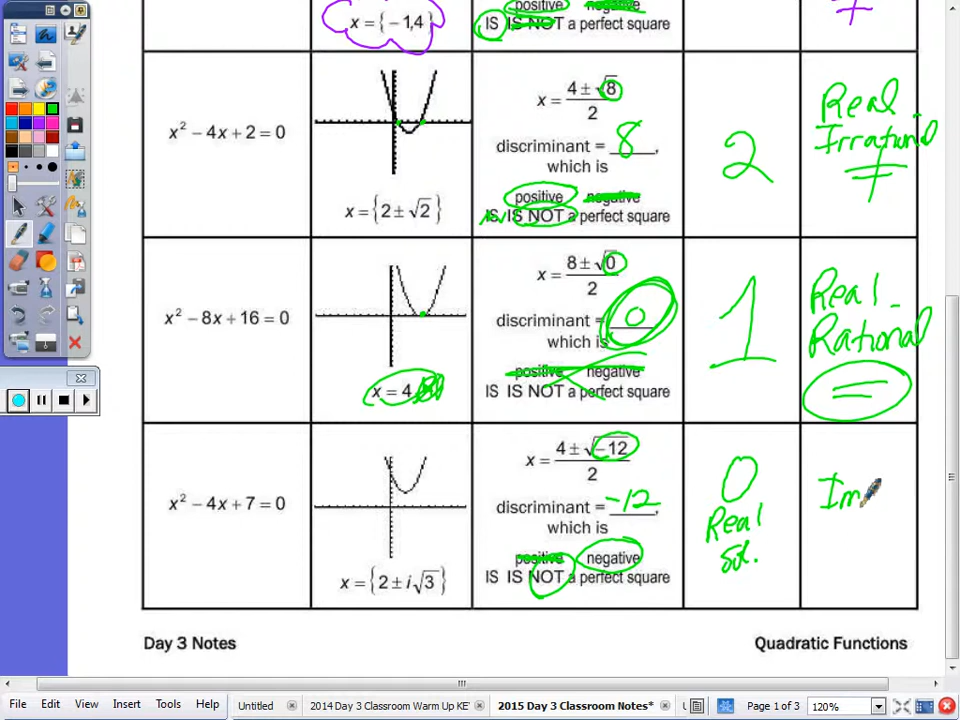 x = {−1,4}
positive negative
IS IS NOT a perfect square
≠
x² − 4x + 2 = 0
x = {2 ± √2}
x = (4 ± √8)/2
discriminant = 8,
which is
positive negative
IS IS NOT a perfect square
2
Real
Irrational
≠
x² − 8x + 16 = 0
x = 4
x = (8 ± √0)/2
discriminant = 0
which is
positive negative
IS IS NOT a perfect square
1
Real
Rational
=
x² − 4x + 7 = 0
x = {2 ± i√3}
x = (4 ± √−12)/2
discriminant = −12,
which is
positive negative
IS IS NOT a perfect square
0
Real
sol.
Im
Day 3 Notes Quadratic Functions
File Edit View Insert Tools Help Untitled 2014 Day 3 Classroom Warm Up KE 2015 Day 3 Classroom Notes* Page 1 of 3 120%